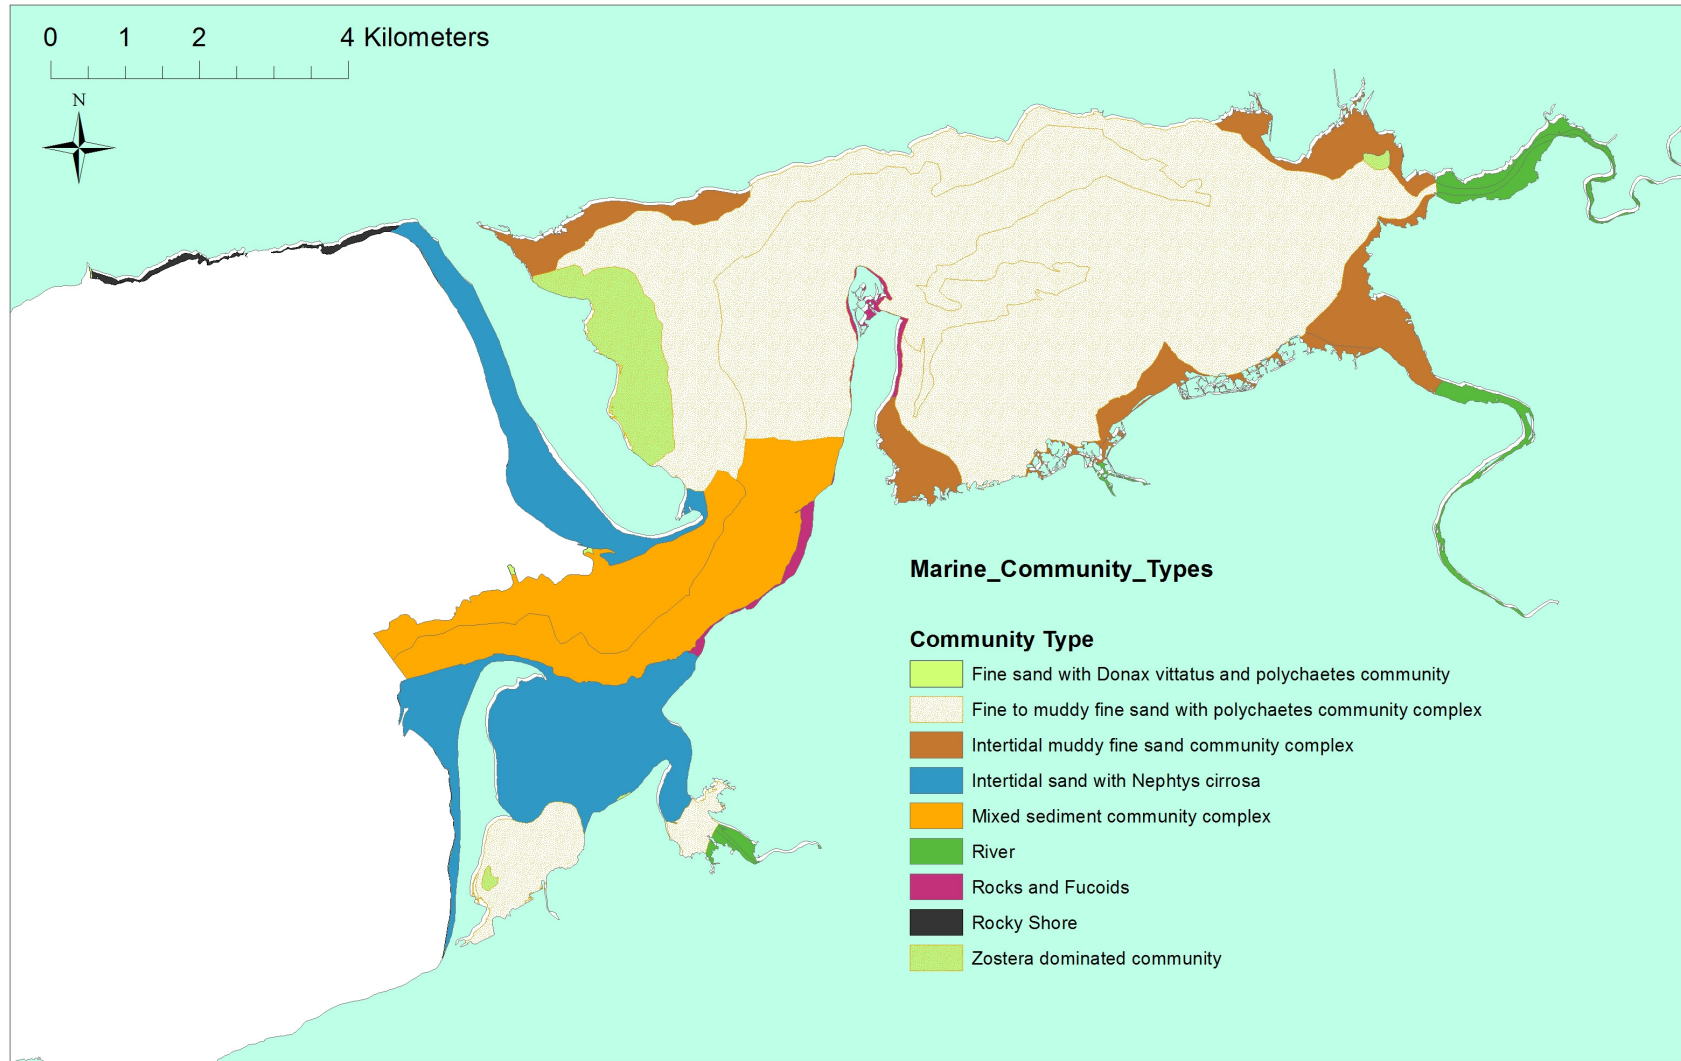 0 1 2 4 Kilometers
N
Marine_Community_Types
Community Type
Fine sand with Donax vittatus and polychaetes community
Fine to muddy fine sand with polychaetes community complex
Intertidal muddy fine sand community complex
Intertidal sand with Nephtys cirrosa
Mixed sediment community complex
River
Rocks and Fucoids
Rocky Shore
Zostera dominated community